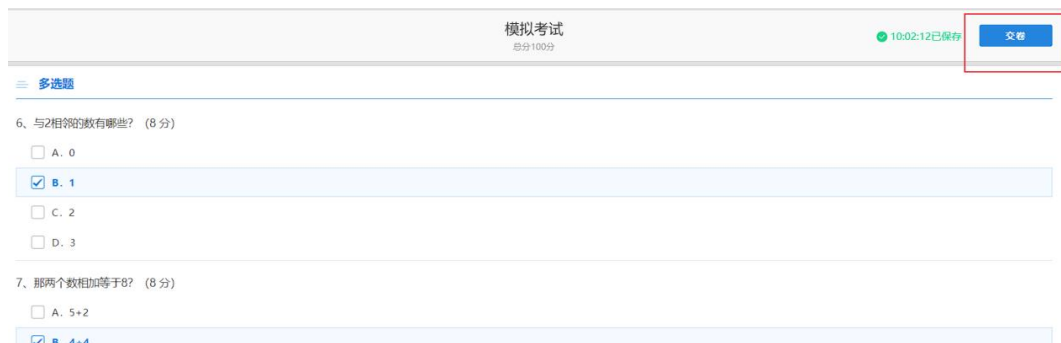 模拟考试
总分100分
10:02:12已保存
交卷
多选题
6、与2相邻的数有哪些? (8 分)
A. 0
B. 1
C. 2
D. 3
7、那两个数相加等于8? (8 分)
A. 5+2
B. 4+4